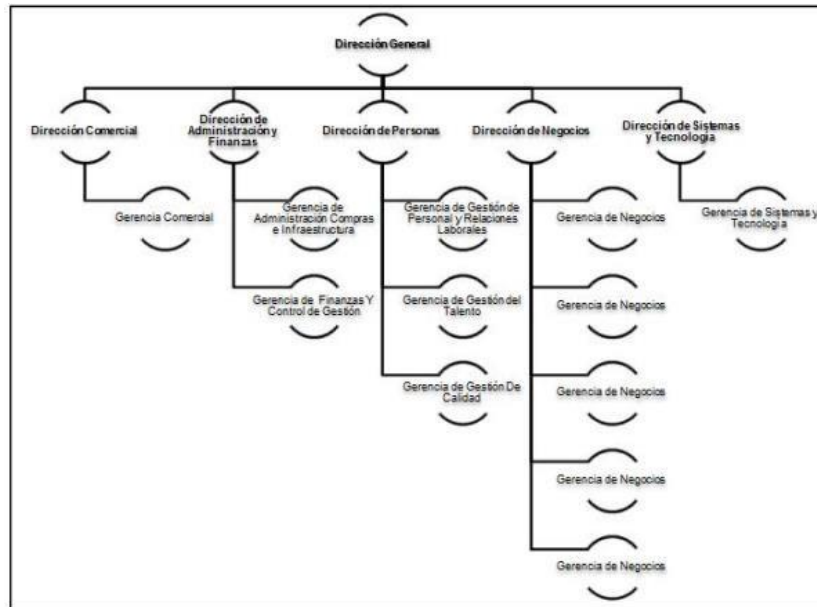 Dirección General
Dirección Comercial
Dirección de
Administración y
Finanzas
Dirección de Personas
Dirección de Negocios
Dirección de Sistemas
y Tecnología
Gerencia Comercial
Gerencia de
Administración Compras
e Infraestructura
Gerencia de Gestión de
Personal y Relaciones
Laborales
Gerencia de Negocios
Gerencia de Sistemas y
Tecnología
Gerencia de Finanzas Y
Control de Gestión
Gerencia de Gestión del
Talento
Gerencia de Negocios
Gerencia de Gestión De
Calidad
Gerencia de Negocios
Gerencia de Negocios
Gerencia de Negocios